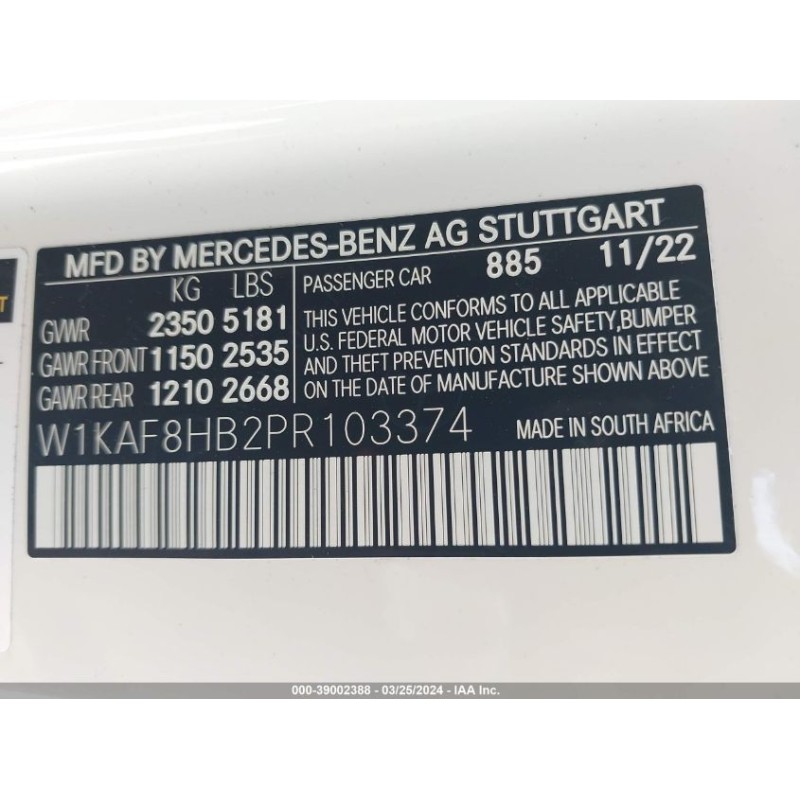 MFD BY MERCEDES-BENZ AG STUTTGART
KG LBS
GVWR 2350 5181
GAWR FRONT 1150 2535
GAWR REAR 1210 2668
PASSENGER CAR 885 11/22
THIS VEHICLE CONFORMS TO ALL APPLICABLE
U.S. FEDERAL MOTOR VEHICLE SAFETY,BUMPER
AND THEFT PREVENTION STANDARDS IN EFFECT
ON THE DATE OF MANUFACTURE SHOWN ABOVE
W1KAF8HB2PR103374 MADE IN SOUTH AFRICA
000-39002388 - 03/25/2024 - IAA Inc.